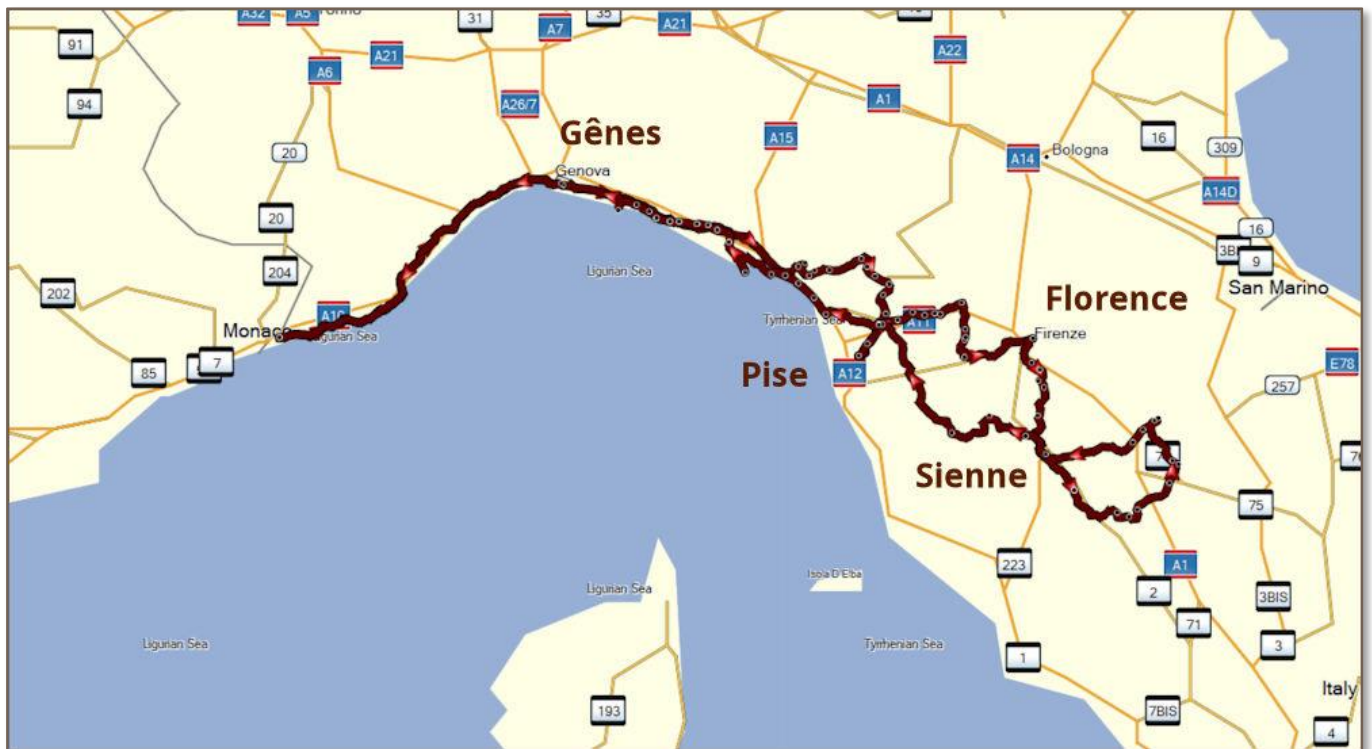 A32
A5
31
A7
35
A21
91
A21
A6
A22
94
A26/7
A1
Gênes
A15
16
309
20
A14
Bologna
Genova
A14D
20
16
3BI
9
204
Ligurian Sea
202
San Marino
Florence
A10
Tyrrhenian Sea
A11
Monaco
Ligurian Sea
Firenze
7
Pise
A12
E78
85
257
Sienne
75
223
A1
Isola D'Elba
Ligurian Sea
2
3BIS
71
Ligurian Sea
Tyrrhenian Sea
3
1
Italy
193
7BIS
4